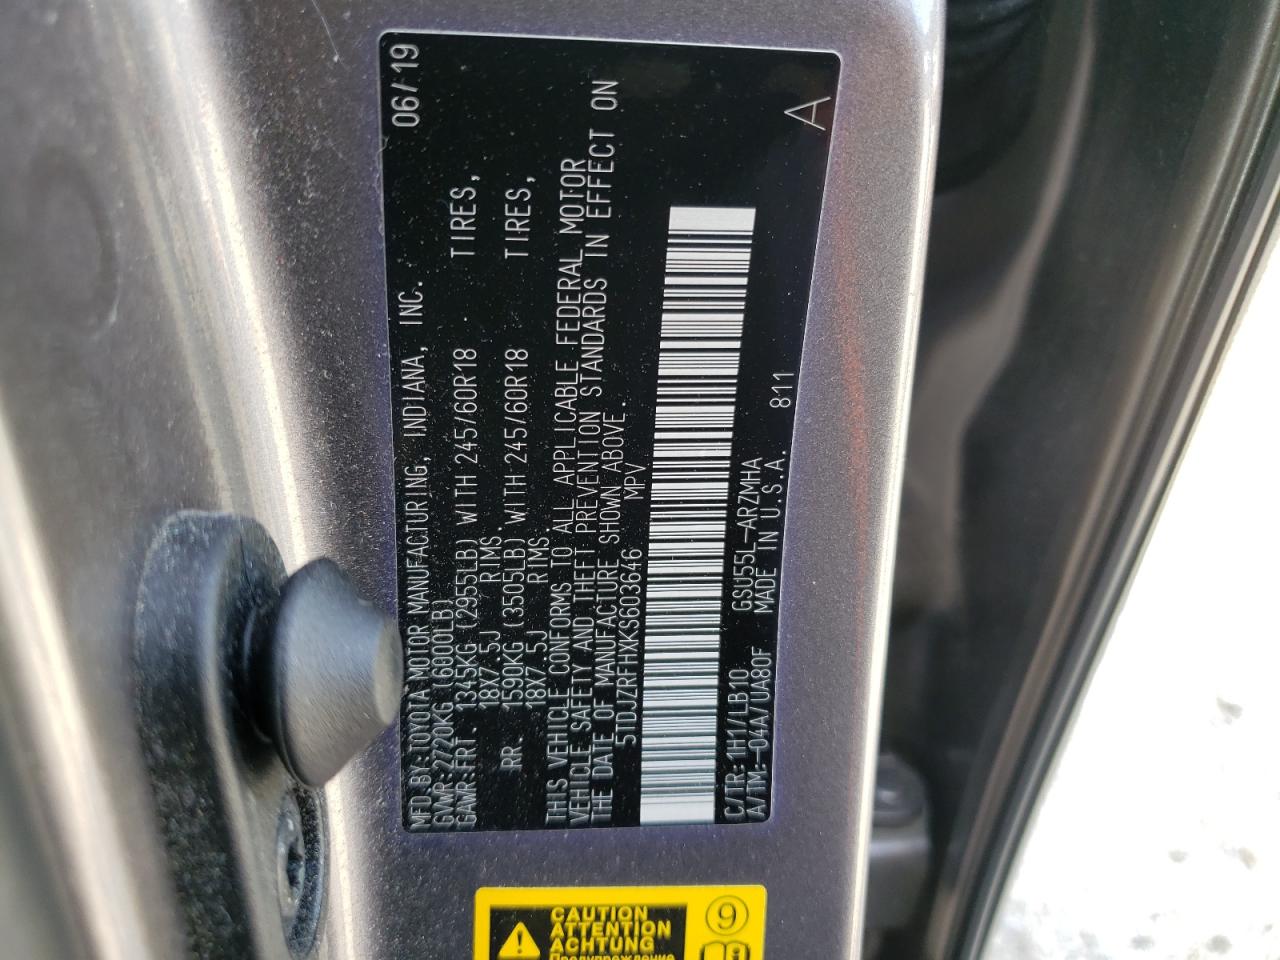 MFD.BY:TOYOTA MOTOR MANUFACTURING, INDIANA, INC. 06/19
GVWR:2720KG (6000LB)
GAWR:FRT. 1345KG (2955LB) WITH 245/60R18 TIRES,
18X7.5J RIMS.
RR. 1590KG (3505LB) WITH 245/60R18 TIRES,
18X7.5J RIMS.
THIS VEHICLE CONFORMS TO ALL APPLICABLE FEDERAL MOTOR
VEHICLE SAFETY AND THEFT PREVENTION STANDARDS IN EFFECT ON
THE DATE OF MANUFACTURE SHOWN ABOVE.
5TDJZRFHXKS603646 MPV
C/TR:1H1/LB10 GSU55L-ARZMHA
A/TM:-04A/UA80F MADE IN U.S.A. 811
A
CAUTION
ATTENTION
ACHTUNG
Предупреждение
9